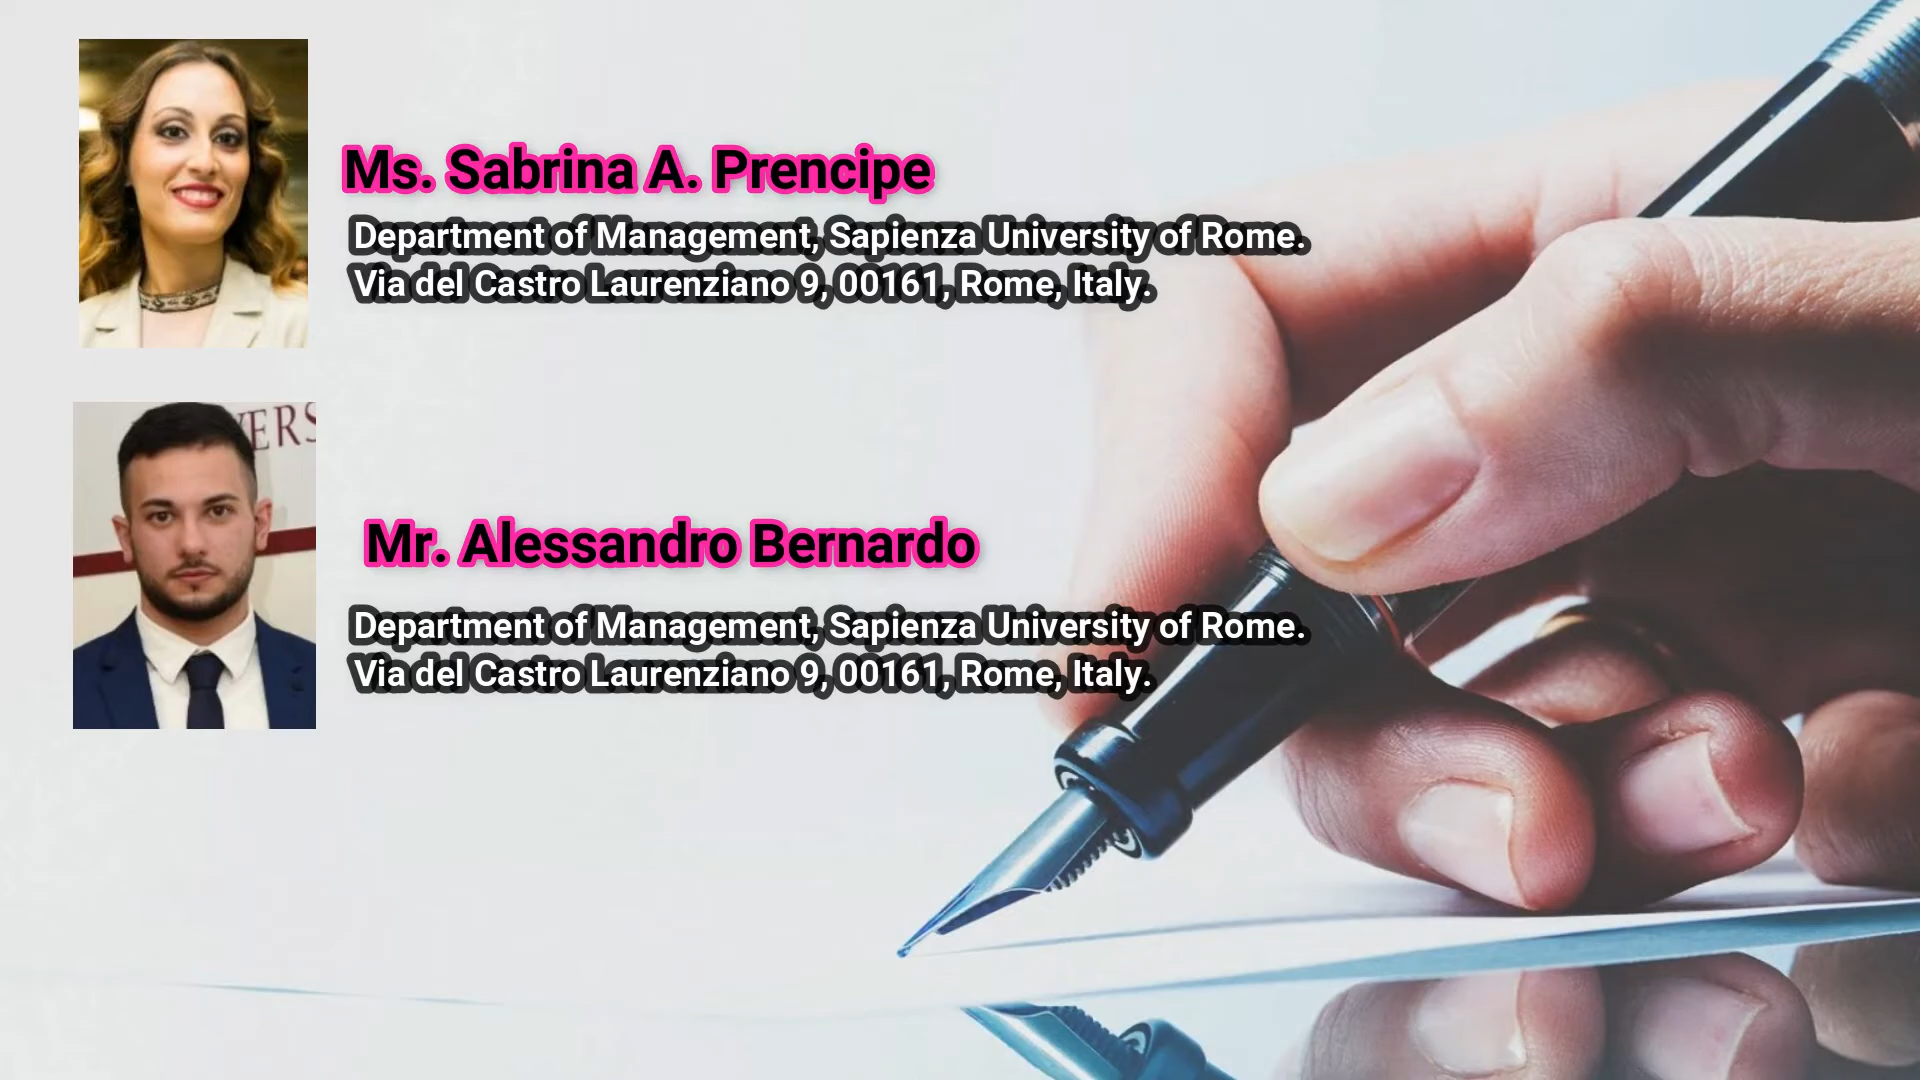 Ms. Sabrina A. Prencipe
Department of Management, Sapienza University of Rome.
Via del Castro Laurenziano 9, 00161, Rome, Italy.
ERS
Mr. Alessandro Bernardo
Department of Management, Sapienza University of Rome.
Via del Castro Laurenziano 9, 00161, Rome, Italy.